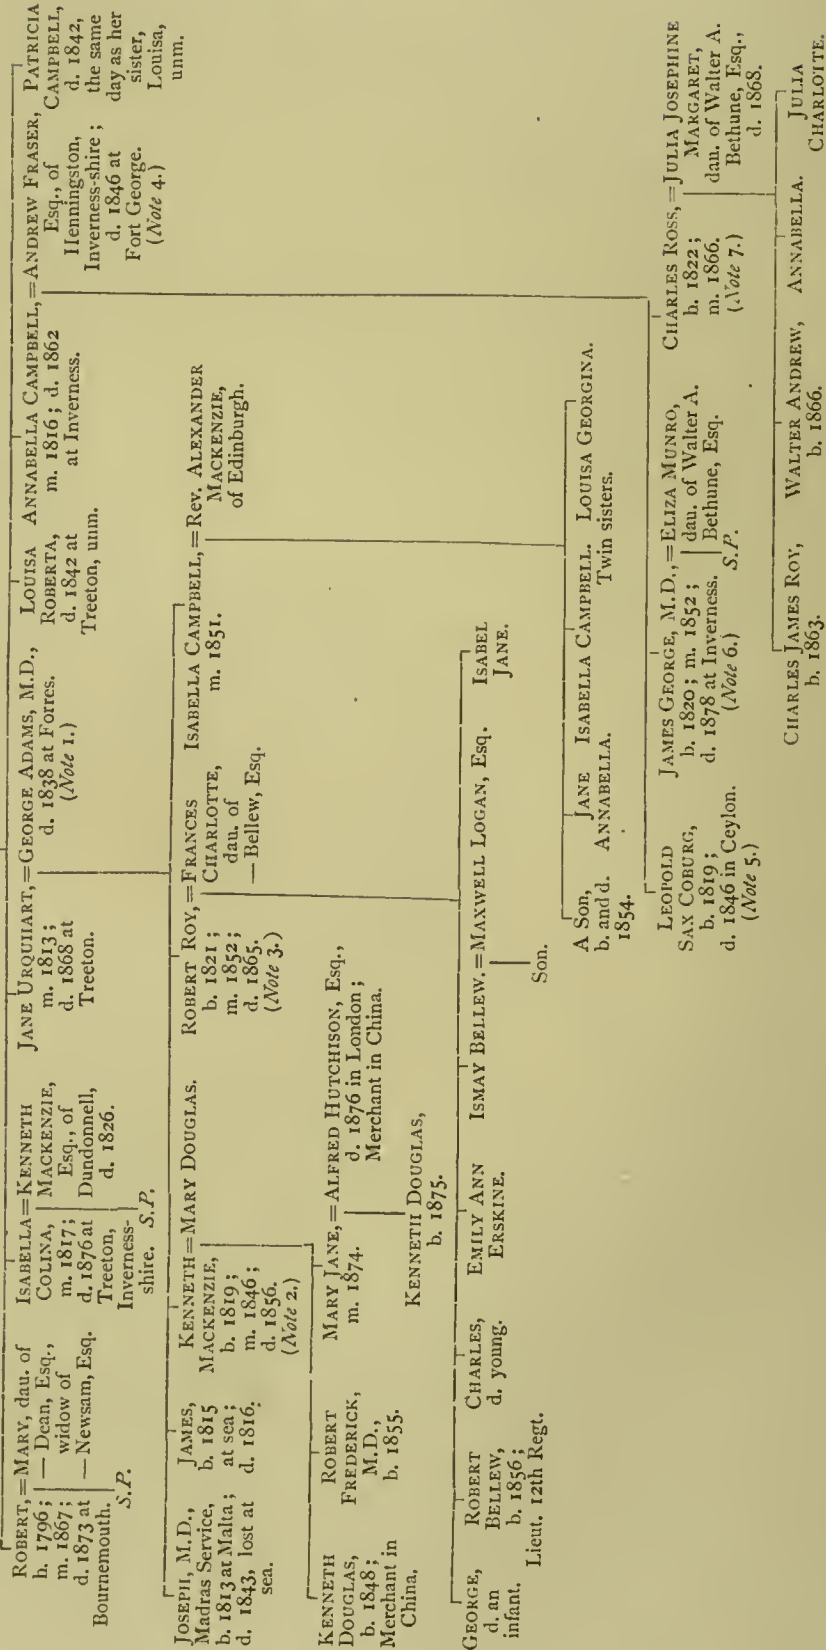 ROBERT, = MARY, dau. of
b. 1796; — Dean, Esq.,
m. 1867; widow of
d. 1873 at — Newsam, Esq.
Bournemouth. S.P.
ISABELLA = KENNETH
COLINA, MACKENZIE,
m. 1817; Esq., of
d. 1876 at Dundonnell,
Treeton, d. 1826.
Inverness-
shire. S.P.
JANE URQUHART, = GEORGE ADAMS, M.D.,
m. 1813; d. 1838 at Forres.
d. 1868 at (Note 1.)
Treeton.
LOUISA
ROBERTA,
d. 1842 at
Treeton, unm.
ANNABELLA CAMPBELL, = ANDREW FRASER,
m. 1816; d. 1862 Esq., of
at Inverness. Henningston,
Inverness-shire;
d. 1846 at
Fort George.
(Note 4.)
PATRICIA
CAMPBELL,
d. 1842,
the same
day as her
sister,
Louisa,
unm.
JOSEPH, M.D.,
Madras Service,
b. 1813 at Malta;
d. 1843, lost at
sea.
JAMES,
b. 1815
at sea;
d. 1816.
KENNETH = MARY DOUGLAS.
MACKENZIE,
b. 1819;
m. 1846;
d. 1856.
(Note 2.)
ROBERT ROY, = FRANCES
b. 1821; CHARLOTTE,
m. 1852; dau. of
d. 1865. — Bellew, Esq.
(Note 3.)
ISABELLA CAMPBELL, = Rev. ALEXANDER
m. 1851. MACKENZIE,
of Edinburgh.
KENNETH
DOUGLAS,
b. 1848;
Merchant in
China.
ROBERT
FREDERICK,
M.D.,
b. 1855.
MARY JANE, = ALFRED HUTCHISON, Esq.,
m. 1874. d. 1876 in London;
Merchant in China.
KENNETH DOUGLAS,
b. 1875.
GEORGE,
d. an
infant.
ROBERT
BELLEW,
b. 1856;
Lieut. 12th Regt.
CHARLES,
d. young.
EMILY ANN
ERSKINE.
ISMAY BELLEW. = MAXWELL LOGAN, Esq.
Son.
ISABEL
JANE.
A Son,
b. and d.
1854.
JANE
ANNABELLA.
ISABELLA CAMPBELL. LOUISA GEORGINA.
Twin sisters.
LEOPOLD
SAX COBURG,
b. 1819;
d. 1846 in Ceylon.
(Note 5.)
JAMES GEORGE, M.D., = ELIZA MUNRO,
b. 1820; m. 1852; dau. of Walter A.
d. 1878 at Inverness. Bethune, Esq.
(Note 6.) S.P.
CHARLES ROSS, = JULIA JOSEPHINE
b. 1822; MARGARET,
m. 1866. dau. of Walter A.
(Note 7.) Bethune, Esq.,
d. 1868.
CHARLES JAMES ROY,
b. 1863.
WALTER ANDREW,
b. 1866.
ANNABELLA.
JULIA
CHARLOTTE.